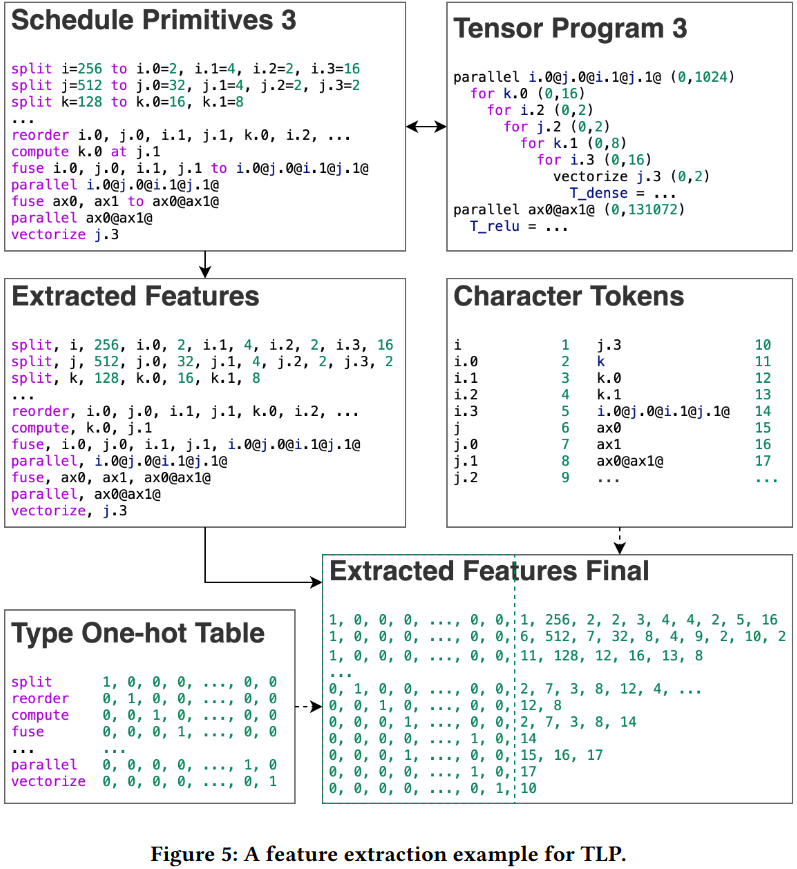 Schedule Primitives 3
split i=256 to i.0=2, i.1=4, i.2=2, i.3=16
split j=512 to j.0=32, j.1=4, j.2=2, j.3=2
split k=128 to k.0=16, k.1=8
...
reorder i.0, j.0, i.1, j.1, k.0, i.2, ...
compute k.0 at j.1
fuse i.0, j.0, i.1, j.1 to i.0@j.0@i.1@j.1@
parallel i.0@j.0@i.1@j.1@
fuse ax0, ax1 to ax0@ax1@
parallel ax0@ax1@
vectorize j.3
Tensor Program 3
parallel i.0@j.0@i.1@j.1@ (0,1024)
for k.0 (0,16)
for i.2 (0,2)
for j.2 (0,2)
for k.1 (0,8)
for i.3 (0,16)
vectorize j.3 (0,2)
T_dense = ...
parallel ax0@ax1@ (0,131072)
T_relu = ...
Extracted Features
split, i, 256, i.0, 2, i.1, 4, i.2, 2, i.3, 16
split, j, 512, j.0, 32, j.1, 4, j.2, 2, j.3, 2
split, k, 128, k.0, 16, k.1, 8
...
reorder, i.0, j.0, i.1, j.1, k.0, i.2, ...
compute, k.0, j.1
fuse, i.0, j.0, i.1, j.1, i.0@j.0@i.1@j.1@
parallel, i.0@j.0@i.1@j.1@
fuse, ax0, ax1, ax0@ax1@
parallel, ax0@ax1@
vectorize, j.3
Character Tokens
i 1 j.3 10
i.0 2 k 11
i.1 3 k.0 12
i.2 4 k.1 13
i.3 5 i.0@j.0@i.1@j.1@ 14
j 6 ax0 15
j.0 7 ax1 16
j.1 8 ax0@ax1@ 17
j.2 9 ... ...
Type One-hot Table
split 1, 0, 0, 0, ..., 0, 0
reorder 0, 1, 0, 0, ..., 0, 0
compute 0, 0, 1, 0, ..., 0, 0
fuse 0, 0, 0, 1, ..., 0, 0
... ...
parallel 0, 0, 0, 0, ..., 1, 0
vectorize 0, 0, 0, 0, ..., 0, 1
Extracted Features Final
1, 0, 0, 0, ..., 0, 0, 1, 256, 2, 2, 3, 4, 4, 2, 5, 16
1, 0, 0, 0, ..., 0, 0, 6, 512, 7, 32, 8, 4, 9, 2, 10, 2
1, 0, 0, 0, ..., 0, 0, 11, 128, 12, 16, 13, 8
...
0, 1, 0, 0, ..., 0, 0, 2, 7, 3, 8, 12, 4, ...
0, 0, 1, 0, ..., 0, 0, 12, 8
0, 0, 0, 1, ..., 0, 0, 2, 7, 3, 8, 14
0, 0, 0, 0, ..., 1, 0, 14
0, 0, 0, 1, ..., 0, 0, 15, 16, 17
0, 0, 0, 0, ..., 1, 0, 17
0, 0, 0, 0, ..., 0, 1, 10
Figure 5: A feature extraction example for TLP.